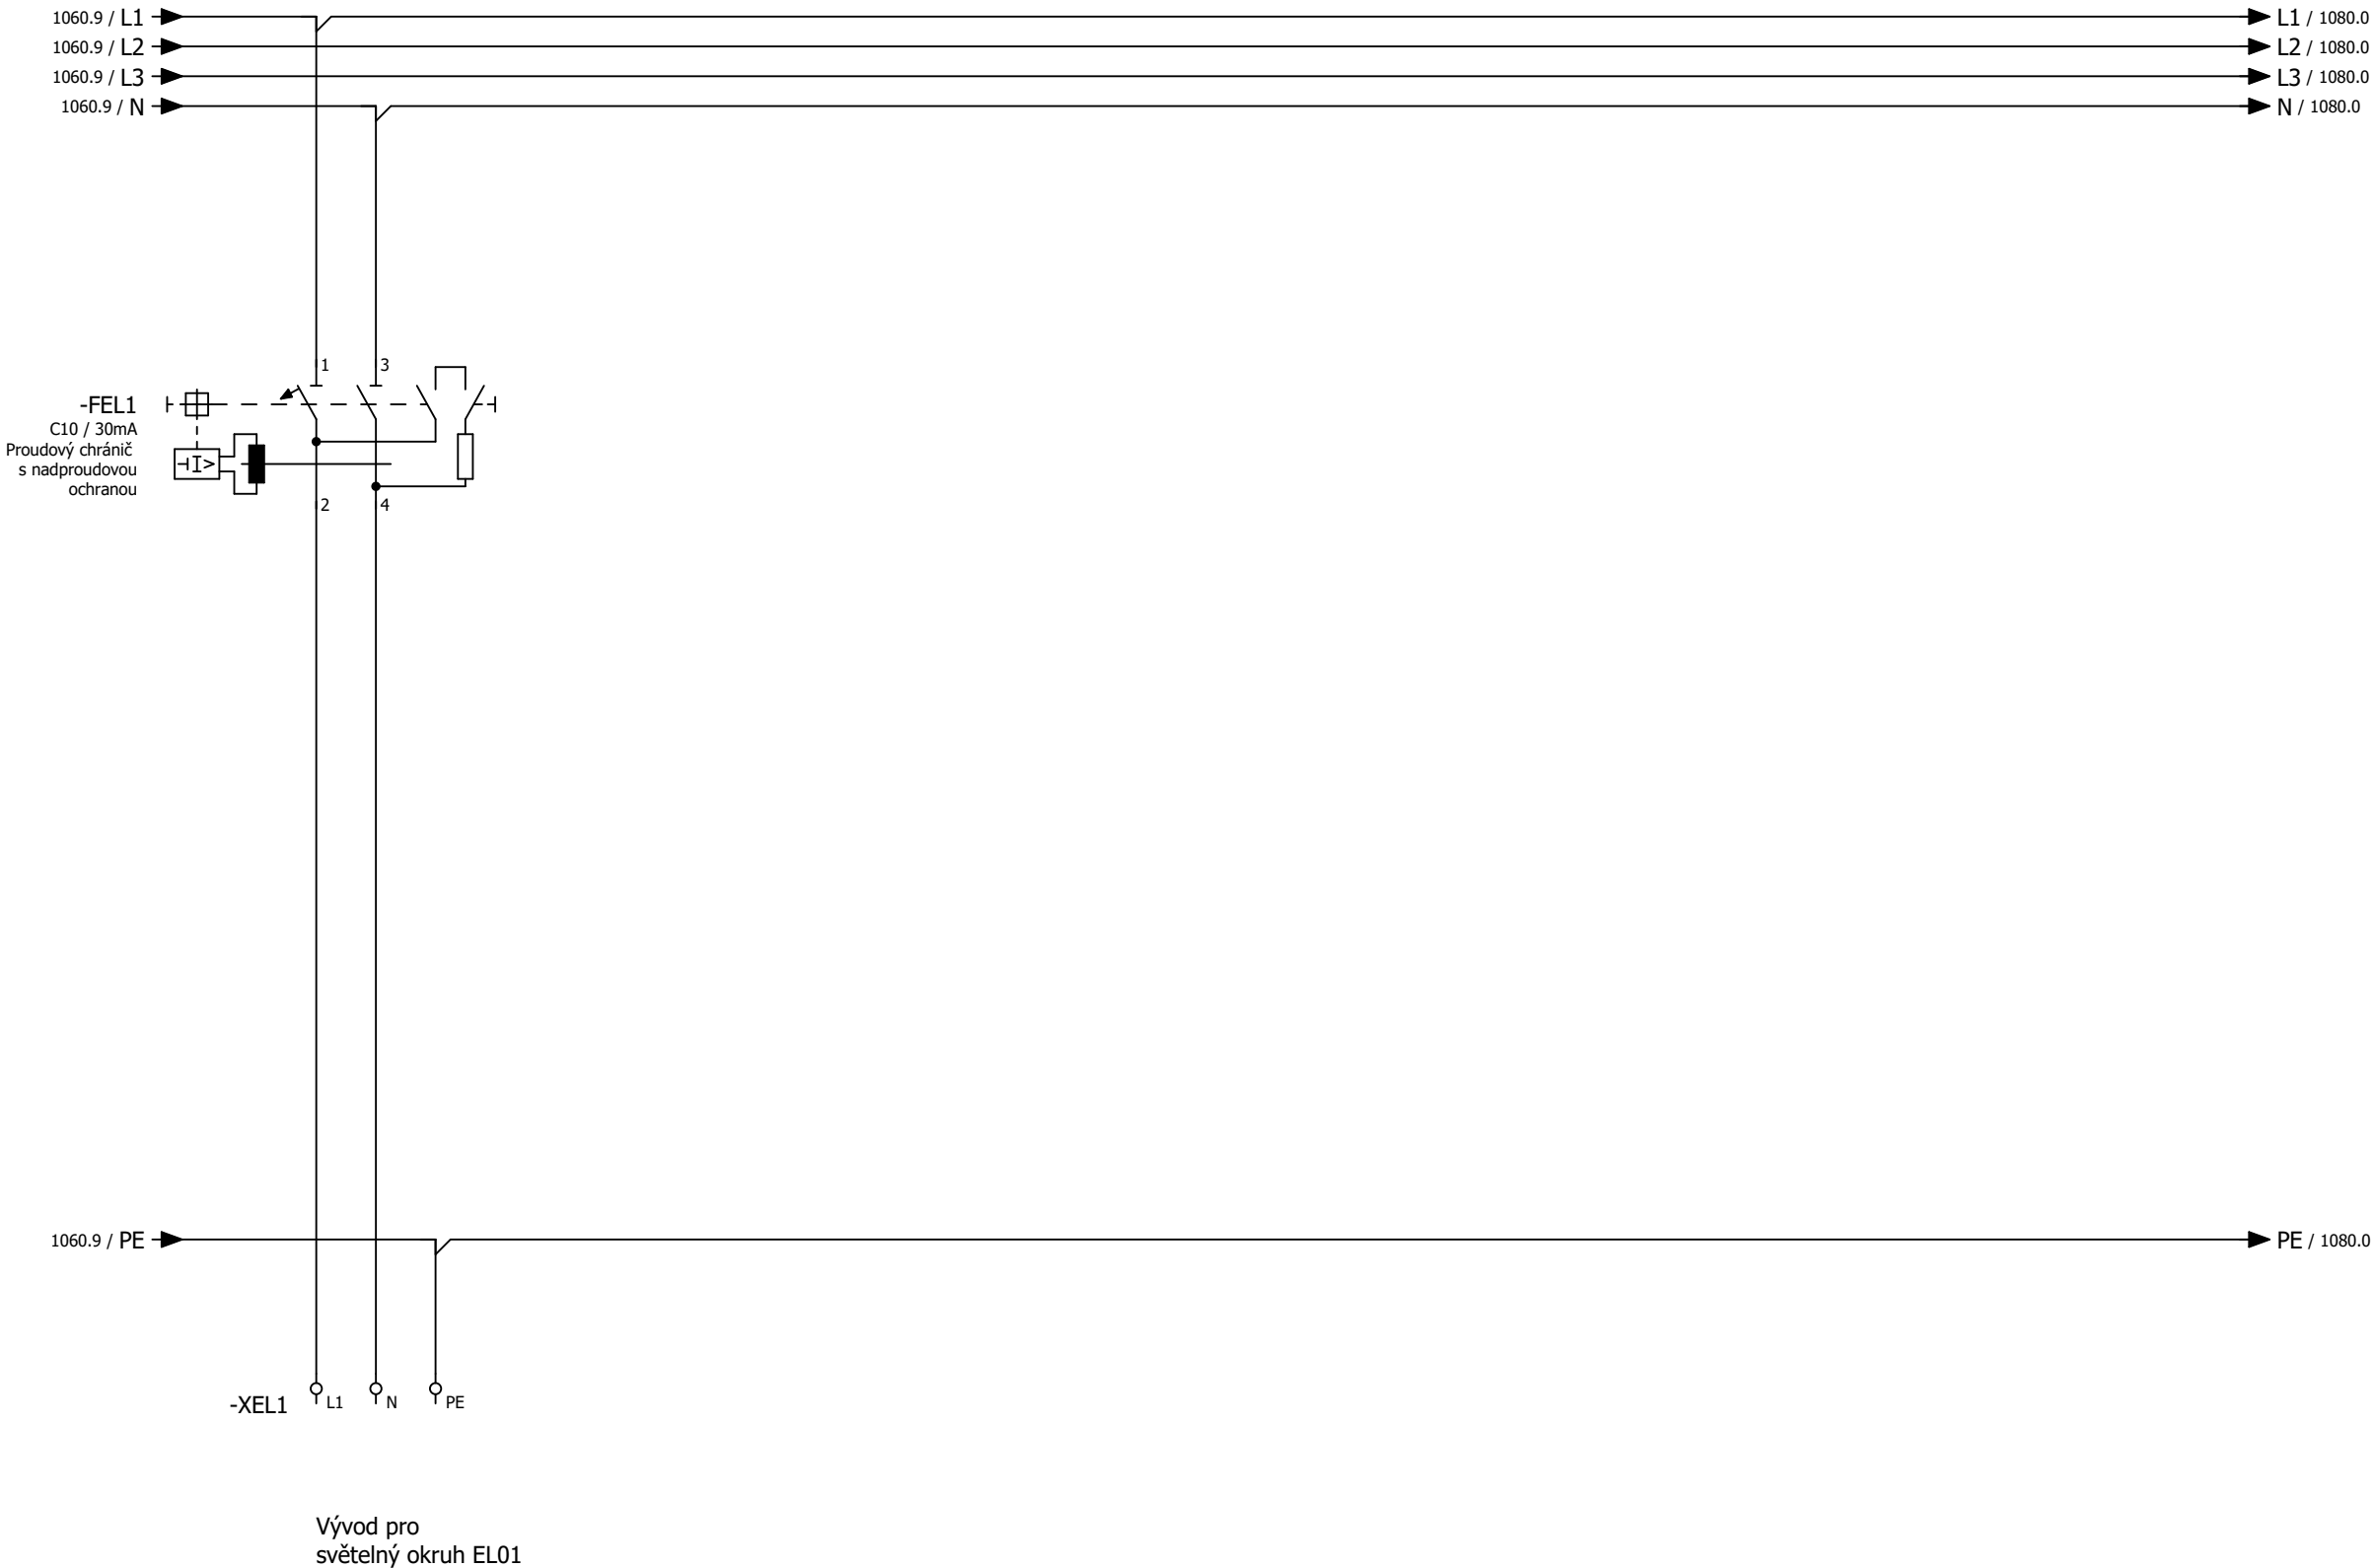 1060.9 / L1
L1 / 1080.0
1060.9 / L2
L2 / 1080.0
1060.9 / L3
L3 / 1080.0
1060.9 / N
N / 1080.0
1
3
-FEL1
C10 / 30mA
Proudový chránič
s nadproudovou
ochranou
I>
2
4
1060.9 / PE
PE / 1080.0
-XEL1
L1
N
PE
Vývod pro
světelný okruh EL01